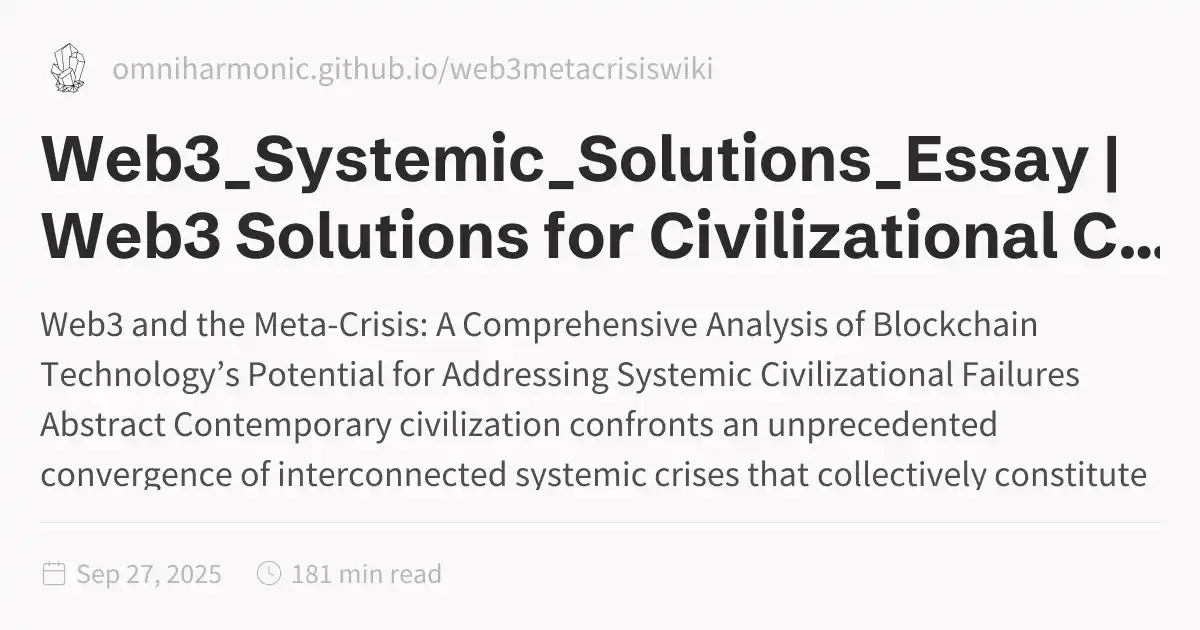 omniharmonic.github.io/web3metacrisiswiki
Web3_Systemic_Solutions_Essay |
Web3 Solutions for Civilizational C...
Web3 and the Meta-Crisis: A Comprehensive Analysis of Blockchain
Technology’s Potential for Addressing Systemic Civilizational Failures
Abstract Contemporary civilization confronts an unprecedented
convergence of interconnected systemic crises that collectively constitute
Sep 27, 2025
181 min read